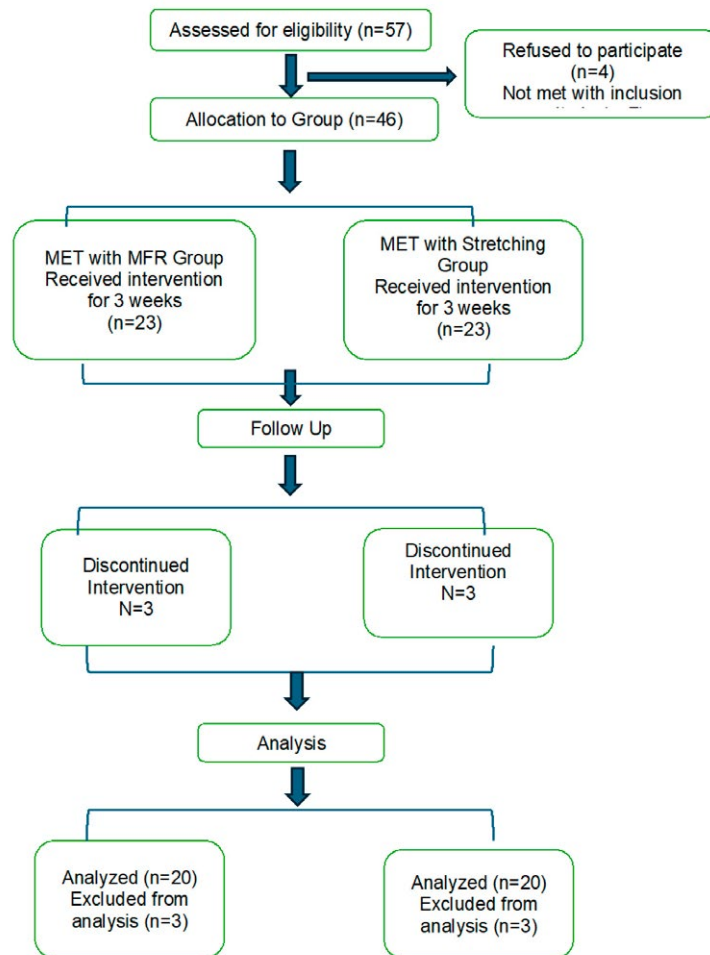 Assessed for eligibility (n=57)
Refused to participate
(n=4)
Not met with inclusion
Allocation to Group (n=46)
MET with MFR Group
Received intervention
for 3 weeks
(n=23)
MET with Stretching
Group
Received intervention
for 3 weeks
(n=23)
Follow Up
Discontinued
Intervention
N=3
Discontinued
Intervention
N=3
Analysis
Analyzed (n=20)
Excluded from
analysis (n=3)
Analyzed (n=20)
Excluded from
analysis (n=3)